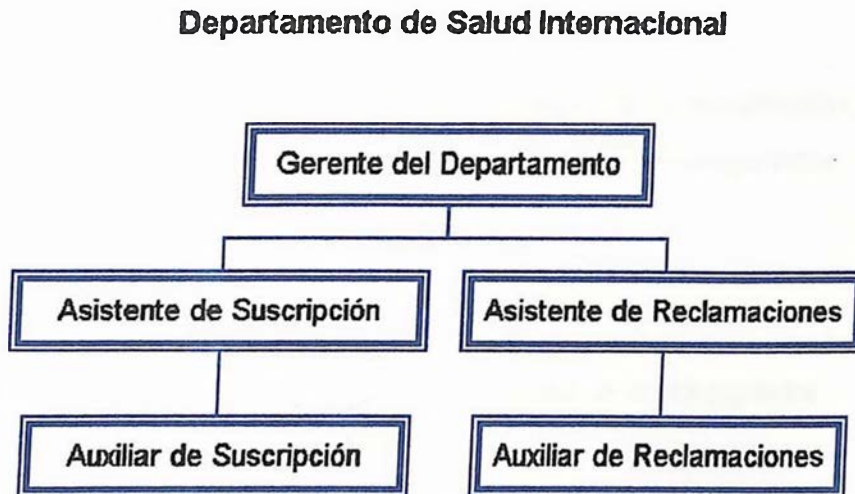 Departamento de Salud Internacional
Gerente del Departamento
Asistente de Suscripción
Asistente de Reclamaciones
Auxiliar de Suscripción
Auxiliar de Reclamaciones